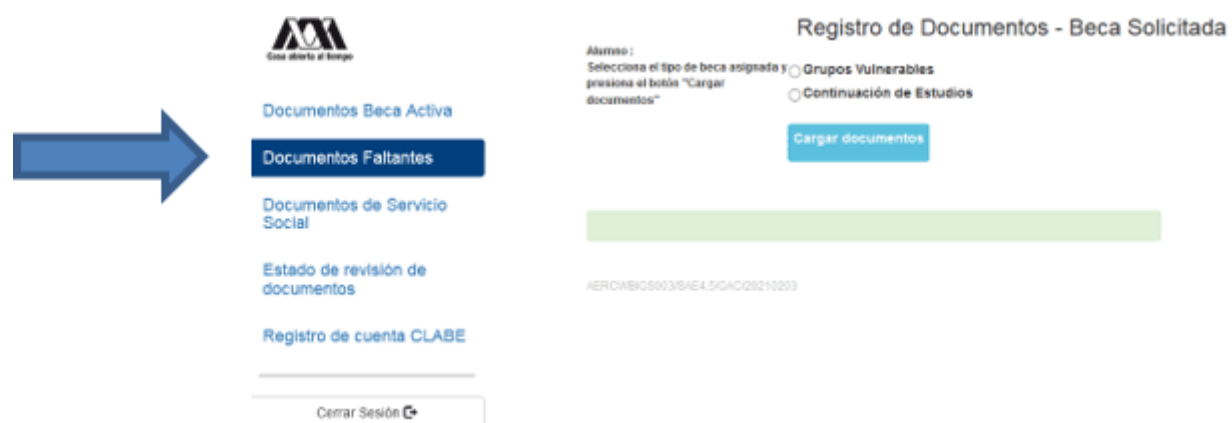 Casa abierta al tiempo
Documentos Beca Activa
Documentos Faltantes
Documentos de Servicio
Social
Estado de revisión de
documentos
Registro de cuenta CLABE
Cerrar Sesión
Registro de Documentos - Beca Solicitada
Alumno :
Selecciona el tipo de beca asignada y
presiona el botón "Cargar
documentos"
Grupos Vulnerables
Continuación de Estudios
Cargar documentos